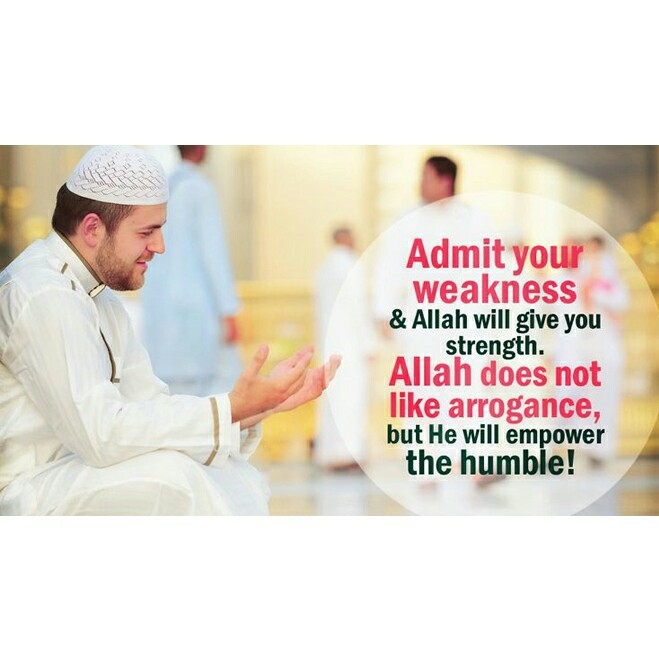 Admit your
weakness
& Allah will give you
strength.
Allah does not
like arrogance,
but He will empower
the humble!